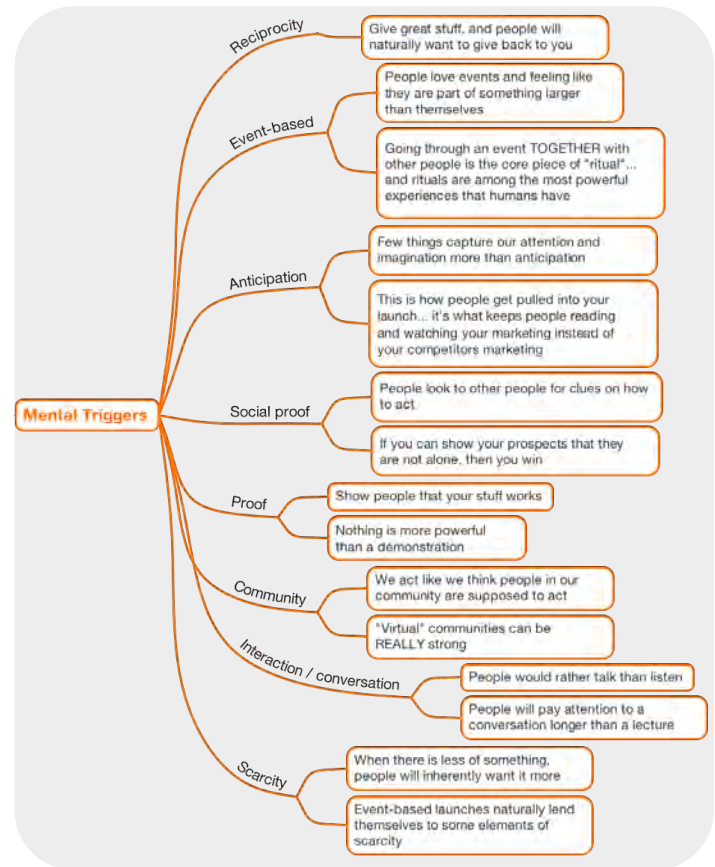 Reciprocity
Give great stuff, and people will
naturally want to give back to you
Event-based
People love events and feeling like
they are part of something larger
than themselves
Going through an event TOGETHER with
other people is the core piece of "ritual"...
and rituals are among the most powerful
experiences that humans have
Anticipation
Few things capture our attention and
imagination more than anticipation
This is how people get pulled into your
launch... it's what keeps people reading
and watching your marketing instead of
your competitors marketing
Mental Triggers
Social proof
People look to other people for clues on how
to act
If you can show your prospects that they
are not alone, then you win
Proof
Show people that your stuff works
Nothing is more powerful
than a demonstration
Community
We act like we think people in our
community are supposed to act
"Virtual" communities can be
REALLY strong
Interaction / conversation
People would rather talk than listen
People will pay attention to a
conversation longer than a lecture
Scarcity
When there is less of something,
people will inherently want it more
Event-based launches naturally lend
themselves to some elements of
scarcity